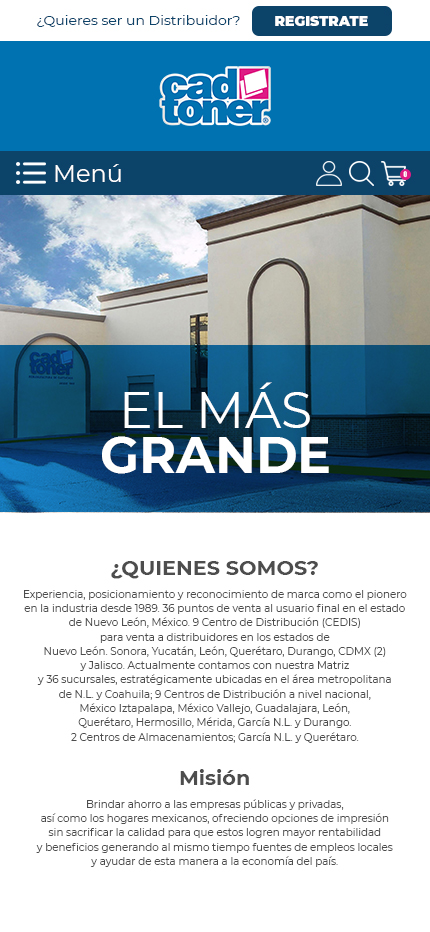 ¿Quieres ser un Distribuidor? REGISTRATE
cad
toner
Menú
0
cad
toner
EL MÁS
GRANDE
¿QUIENES SOMOS?
Experiencia, posicionamiento y reconocimiento de marca como el pionero
en la industria desde 1989. 36 puntos de venta al usuario final en el estado
de Nuevo León, México. 9 Centro de Distribución (CEDIS)
para venta a distribuidores en los estados de
Nuevo León. Sonora, Yucatán, León, Querétaro, Durango, CDMX (2)
y Jalisco. Actualmente contamos con nuestra Matriz
y 36 sucursales, estratégicamente ubicadas en el área metropolitana
de N.L. y Coahuila; 9 Centros de Distribución a nivel nacional,
México Iztapalapa, México Vallejo, Guadalajara, León,
Querétaro, Hermosillo, Mérida, García N.L. y Durango.
2 Centros de Almacenamientos; García N.L. y Querétaro.
Misión
Brindar ahorro a las empresas públicas y privadas,
así como los hogares mexicanos, ofreciendo opciones de impresión
sin sacrificar la calidad para que estos logren mayor rentabilidad
y beneficios generando al mismo tiempo fuentes de empleos locales
y ayudar de esta manera a la economía del país.